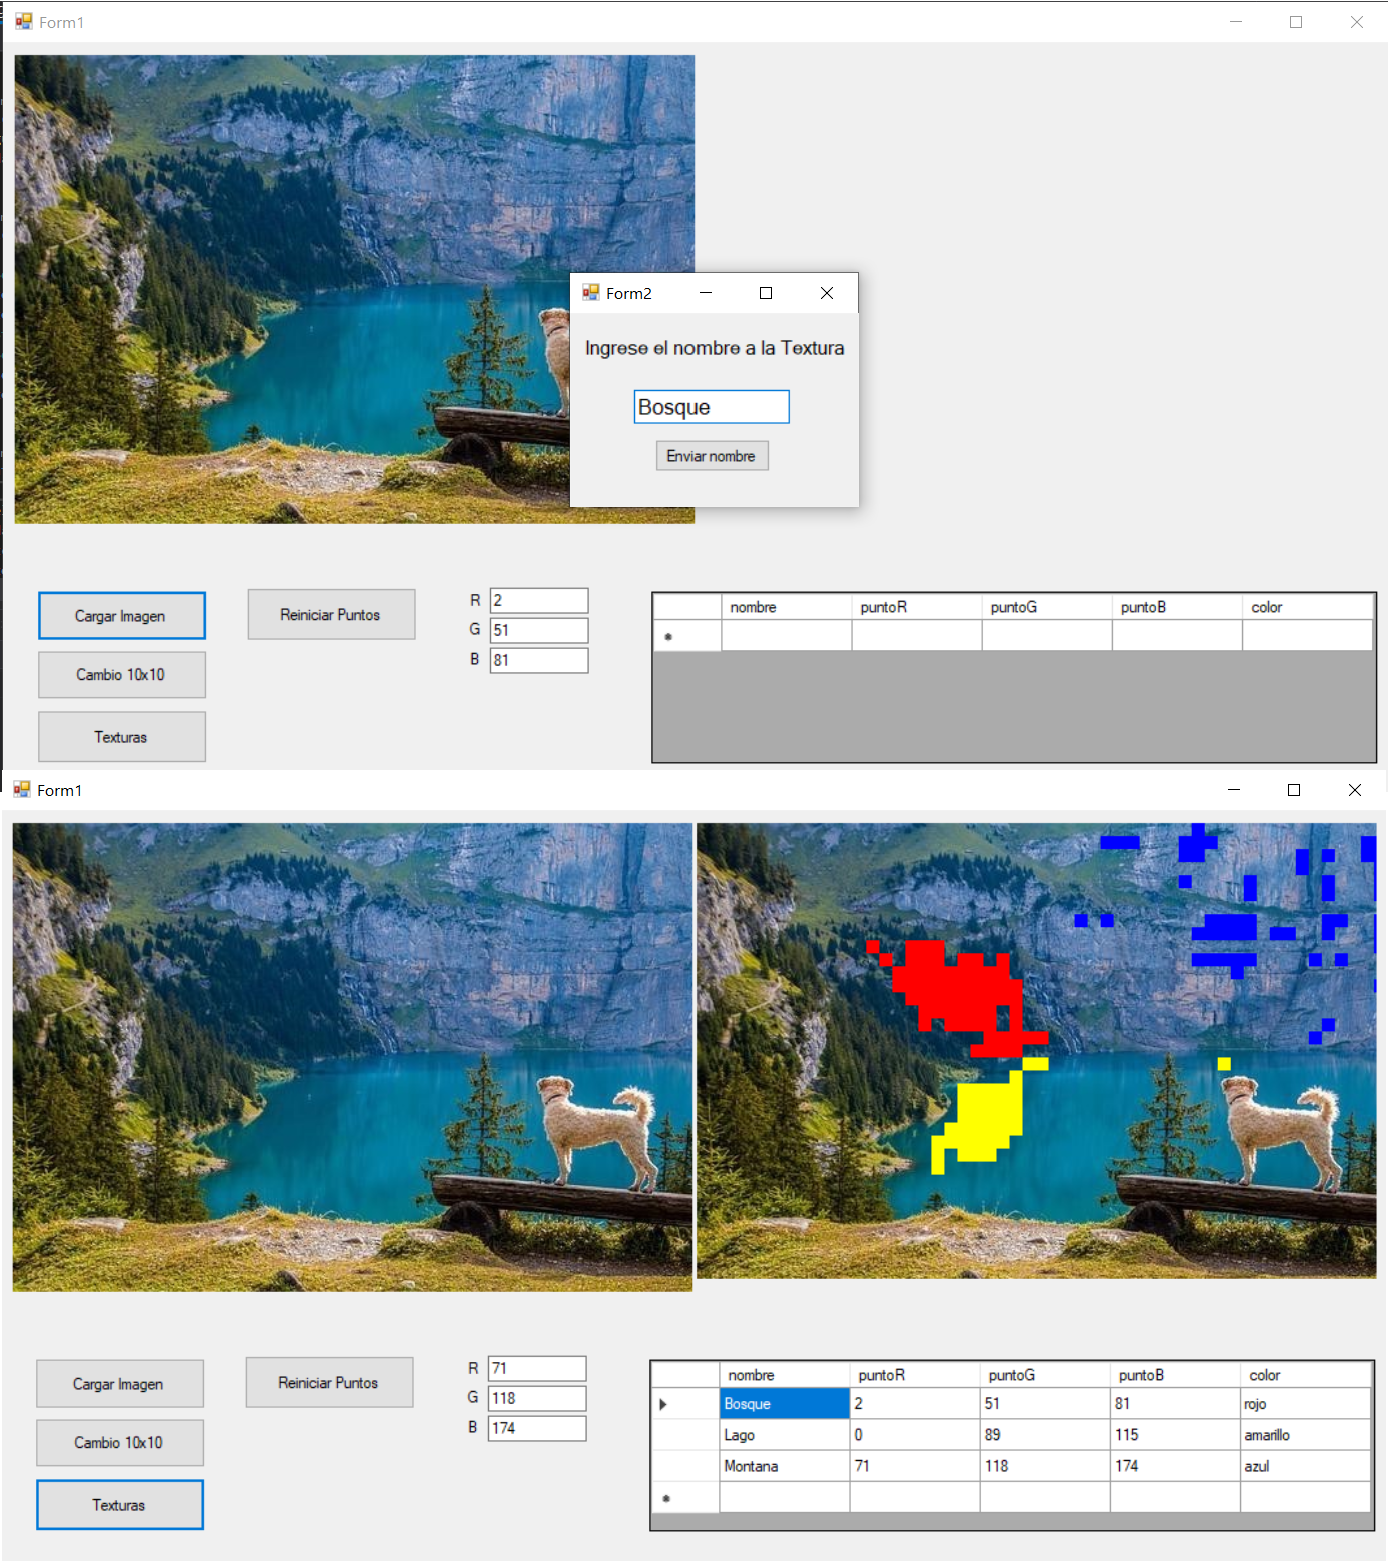 Form1
Form2
Ingrese el nombre a la Textura
Bosque
Enviar nombre
Cargar Imagen
Reiniciar Puntos
R 2
G 51
B 81
Cambio 10x10
Texturas
nombre puntoR puntoG puntoB color
Form1
Cargar Imagen
Reiniciar Puntos
R 71
G 118
B 174
Cambio 10x10
Texturas
nombre puntoR puntoG puntoB color
Bosque 2 51 81 rojo
Lago 0 89 115 amarillo
Montana 71 118 174 azul